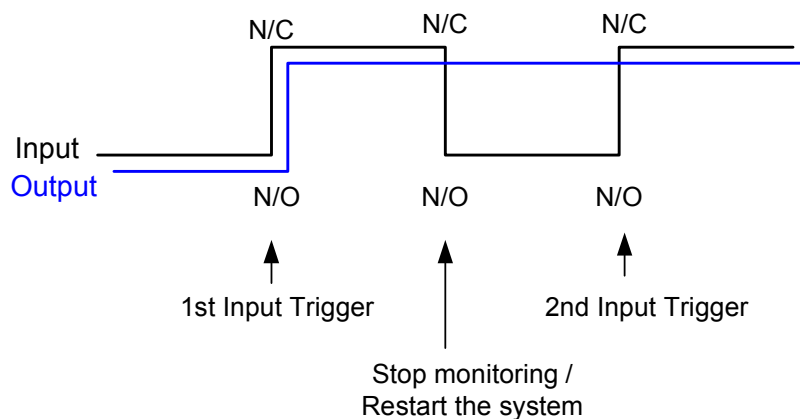 N/C N/C N/C
Input
Output
N/O N/O N/O
1st Input Trigger 2nd Input Trigger
Stop monitoring /
Restart the system